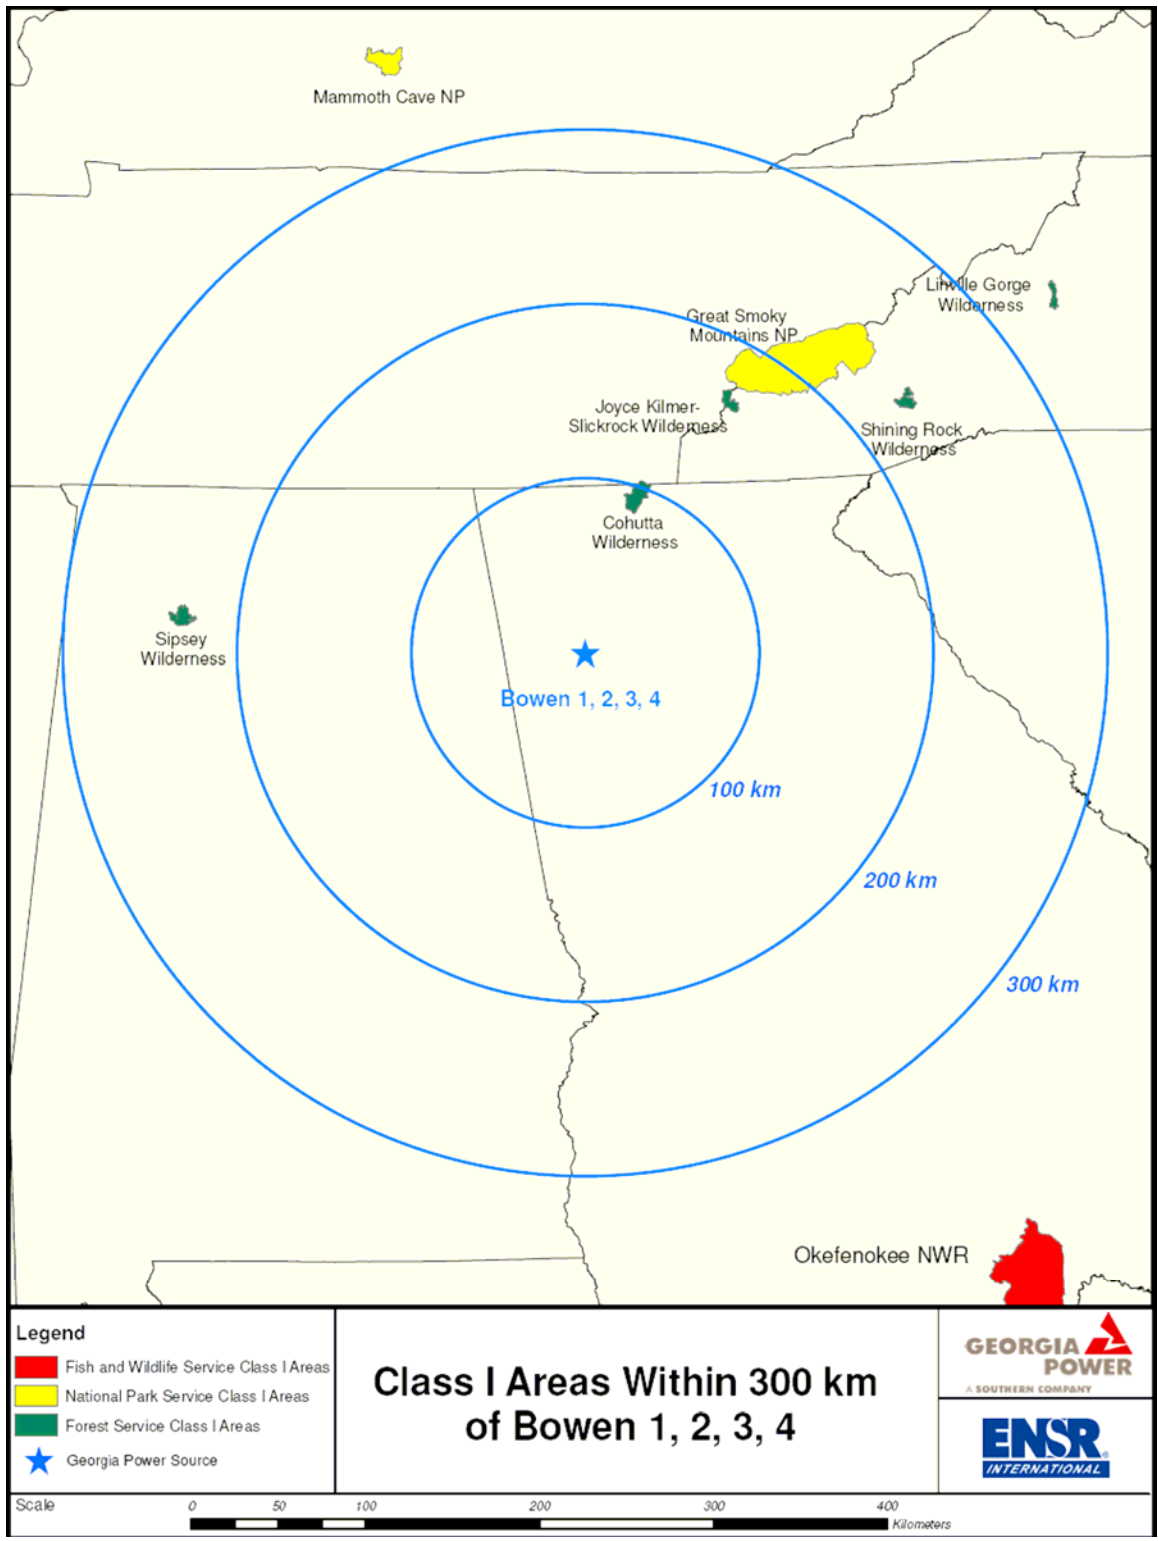 Mammoth Cave NP
Linville Gorge
Wilderness
Great Smoky
Mountains NP
Joyce Kilmer-
Slickrock Wilderness
Shining Rock
Wilderness
Cohutta
Wilderness
Sipsey
Wilderness
Bowen 1, 2, 3, 4
100 km
200 km
300 km
Okefenokee NWR
Legend
Fish and Wildlife Service Class I Areas
National Park Service Class I Areas
Forest Service Class I Areas
Georgia Power Source
Class I Areas Within 300 km
of Bowen 1, 2, 3, 4
GEORGIA
POWER
A SOUTHERN COMPANY
ENSR®
INTERNATIONAL
Scale
0 50 100 200 300 400
Kilometers